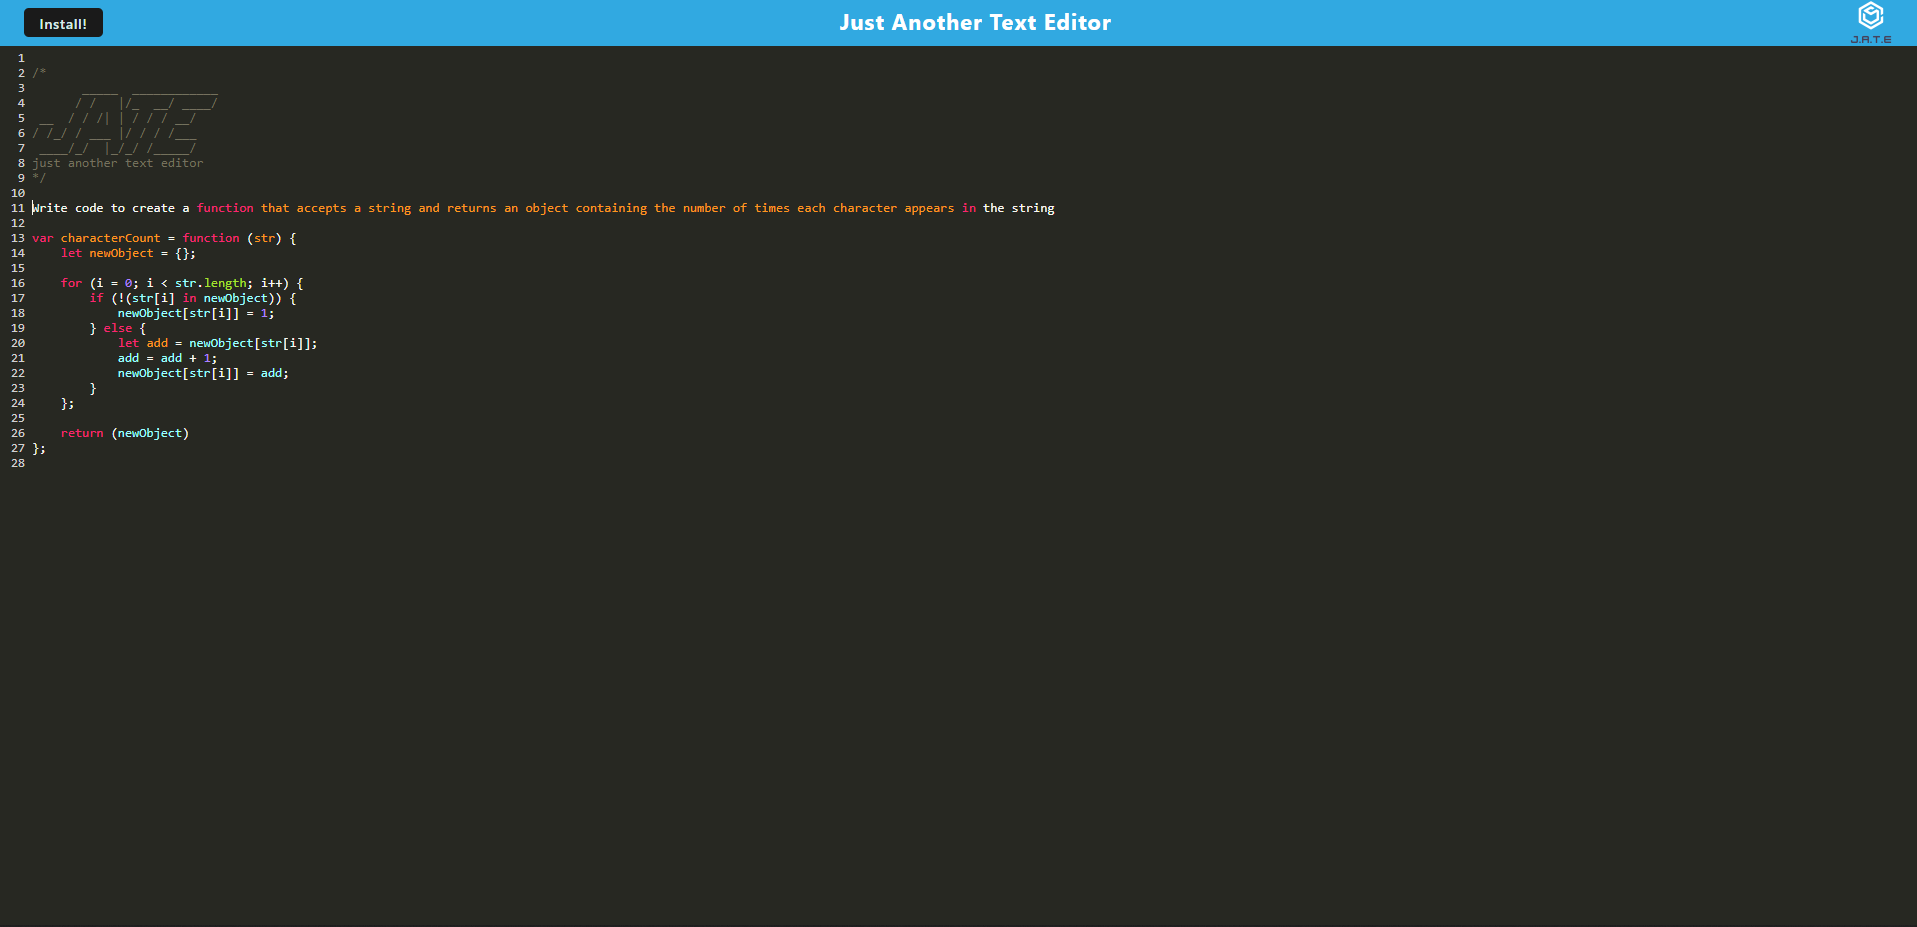 Install!
Just Another Text Editor
J.A.T.E
1
2 /*
3        _____  ____________
4       / /   |/_  __/ ____/
5  __  / / /| | / / / __/
6 / /_/ / ___ |/ / / /___
7  ____/_/  |_/_/ /_____/
8 just another text editor
9 */
10
11 Write code to create a function that accepts a string and returns an object containing the number of times each character appears in the string
12
13 var characterCount = function (str) {
14     let newObject = {};
15
16     for (i = 0; i < str.length; i++) {
17         if (!(str[i] in newObject)) {
18             newObject[str[i]] = 1;
19         } else {
20             let add = newObject[str[i]];
21             add = add + 1;
22             newObject[str[i]] = add;
23         }
24     };
25
26     return (newObject)
27 };
28